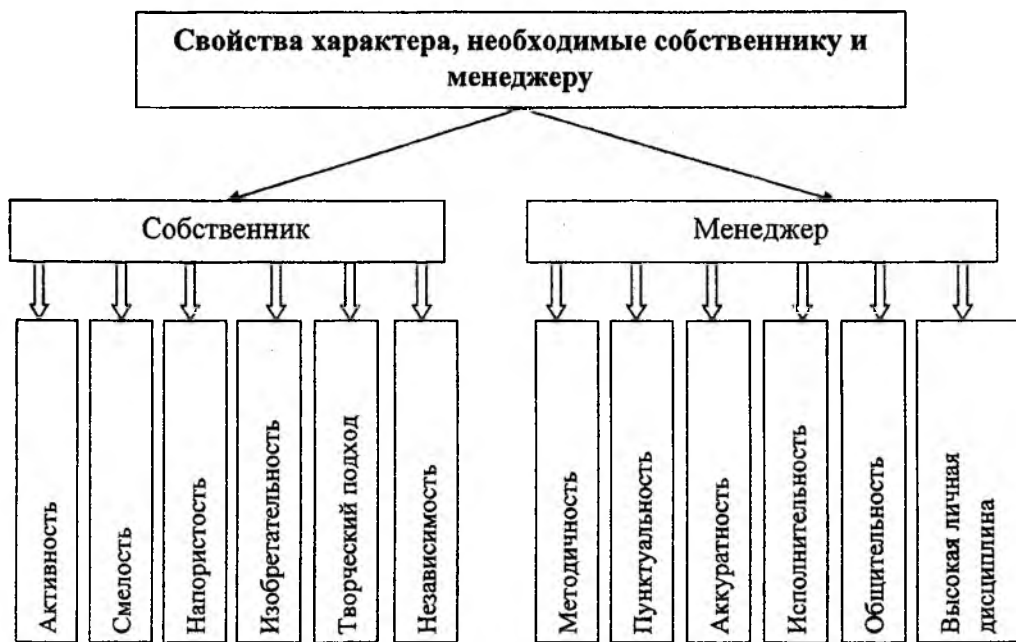 Свойства характера, необходимые собственнику и
менеджеру
Собственник
Менеджер
Активность
Смелость
Напористость
Изобретательность
Творческий подход
Независимость
Методичность
Пунктуальность
Аккуратность
Исполнительность
Общительность
Высокая личная
дисциплина